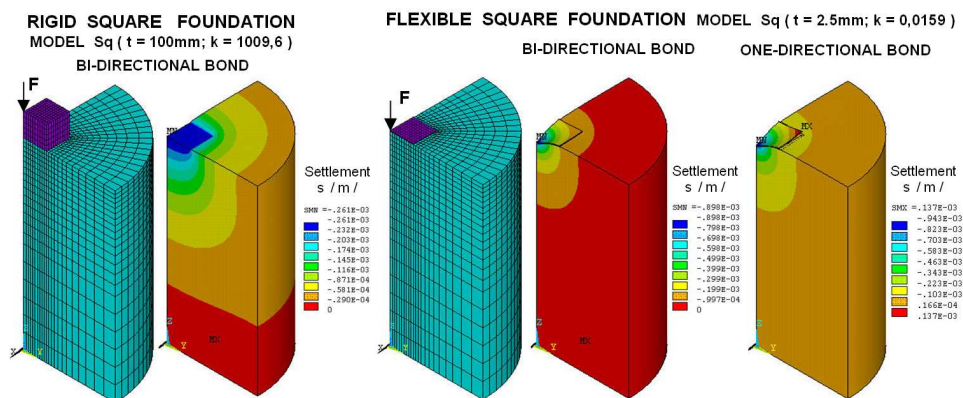 RIGID SQUARE FOUNDATION
MODEL Sq ( t = 100mm; k = 1009,6)
BI-DIRECTIONAL BOND
F
MN
Settlement
s / m /
SMN =-.261E-03
-.261E-03
-.232E-03
-.203E-03
-.174E-03
-.145E-03
-.116E-03
-.871E-04
-.581E-04
-.290E-04
0
MX
Z
X
Y
Z
Y
FLEXIBLE SQUARE FOUNDATION MODEL Sq ( t = 2.5mm; k = 0,0159)
BI-DIRECTIONAL BOND
F
MN
Settlement
s / m /
SMN =-.898E-03
-.898E-03
-.798E-03
-.698E-03
-.598E-03
-.499E-03
-.399E-03
-.299E-03
-.199E-03
-.997E-04
0
Z
X
Y
Z
Y
ONE-DIRECTIONAL BOND
MN
MX
Settlement
s / m /
SMX =.137E-03
-.943E-03
-.823E-03
-.703E-03
-.583E-03
-.463E-03
-.343E-03
-.223E-03
-.103E-03
.166E-04
.137E-03
Z
Y